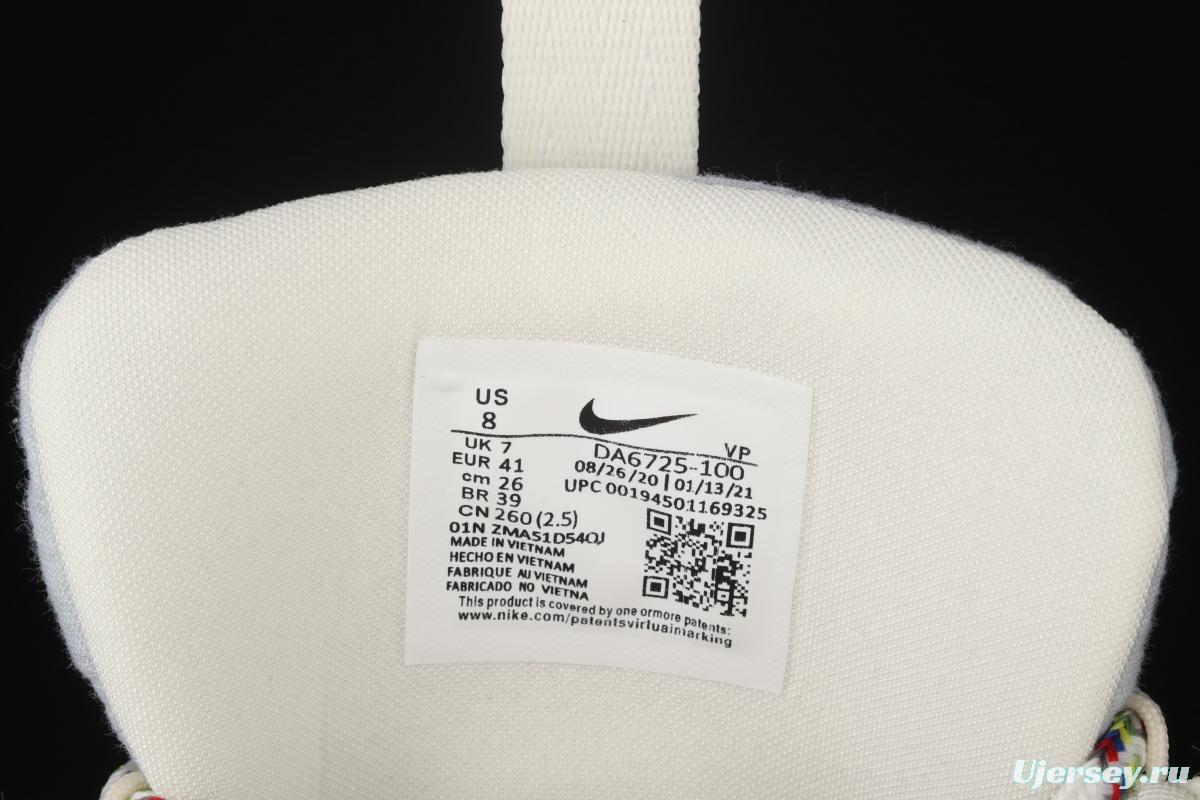 US
8
UK 7
EUR 41
cm 26
BR 39
CN 260 (2.5)
VP
DA6725-100
08/26/20 | 01/13/21
UPC 00194501169325
01N ZMA51D54QJ
MADE IN VIETNAM
HECHO EN VIETNAM
FABRIQUE AU VIETNAM
FABRICADO NO VIETNA
This product is covered by one ormore patents:
www.nike.com/patentsvirtuaimarking
Ujersey.ru